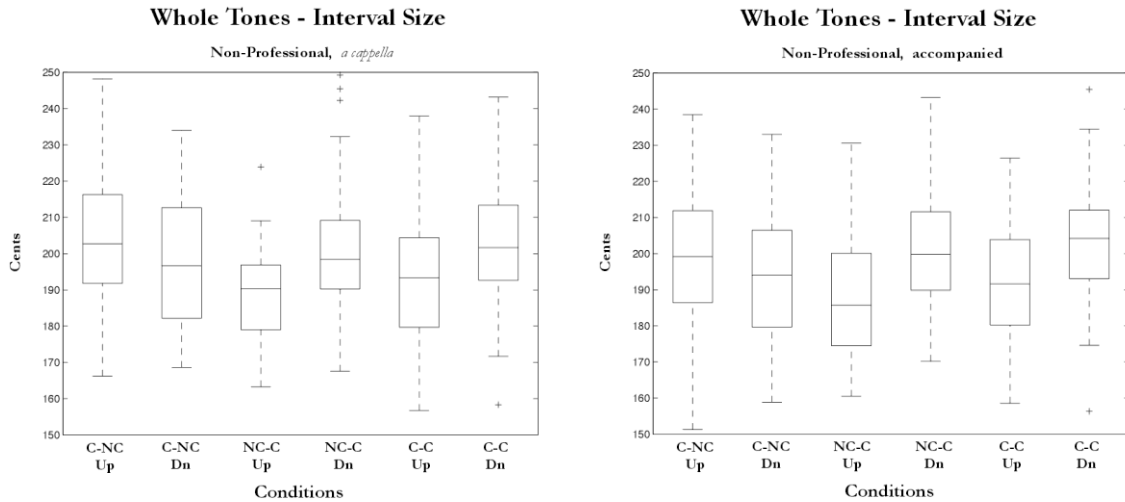 Whole Tones - Interval Size
Non-Professional, a cappella
250
240
230
220
210
200
190
180
170
160
150
Cents
C-NC C-NC NC-C NC-C C-C C-C
Up Dn Up Dn Up Dn
Conditions
Whole Tones - Interval Size
Non-Professional, accompanied
250
240
230
220
210
200
190
180
170
160
150
Cents
C-NC C-NC NC-C NC-C C-C C-C
Up Dn Up Dn Up Dn
Conditions